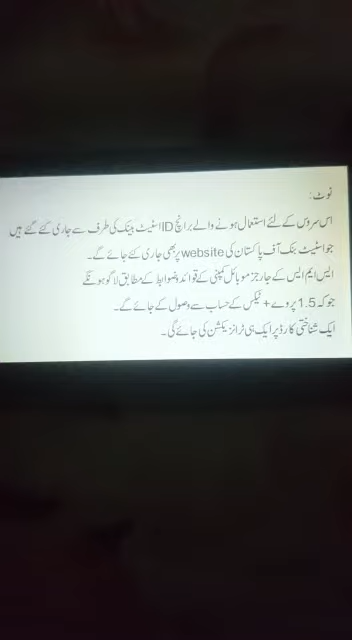 نوٹ:
اس سروس کے لئے استعمال ہونے والے برانچ ID اسٹیٹ بینک کی طرف سے جاری کئے گئے ہیں
جو اسٹیٹ بنک آف پاکستان کی website پر بھی جاری کئے جائے گے۔
ایس ایم ایس کے چارجز موبائل کمپنی کے قوائد و ضوابط کے مطابق لاگو ہونگے
جو کہ 1.5 روپے + ٹیکس کے حساب سے وصول کئے جائے گے۔
ایک شناختی کارڈ پر ایک ہی ٹرانزیکشن کی جائے گی۔